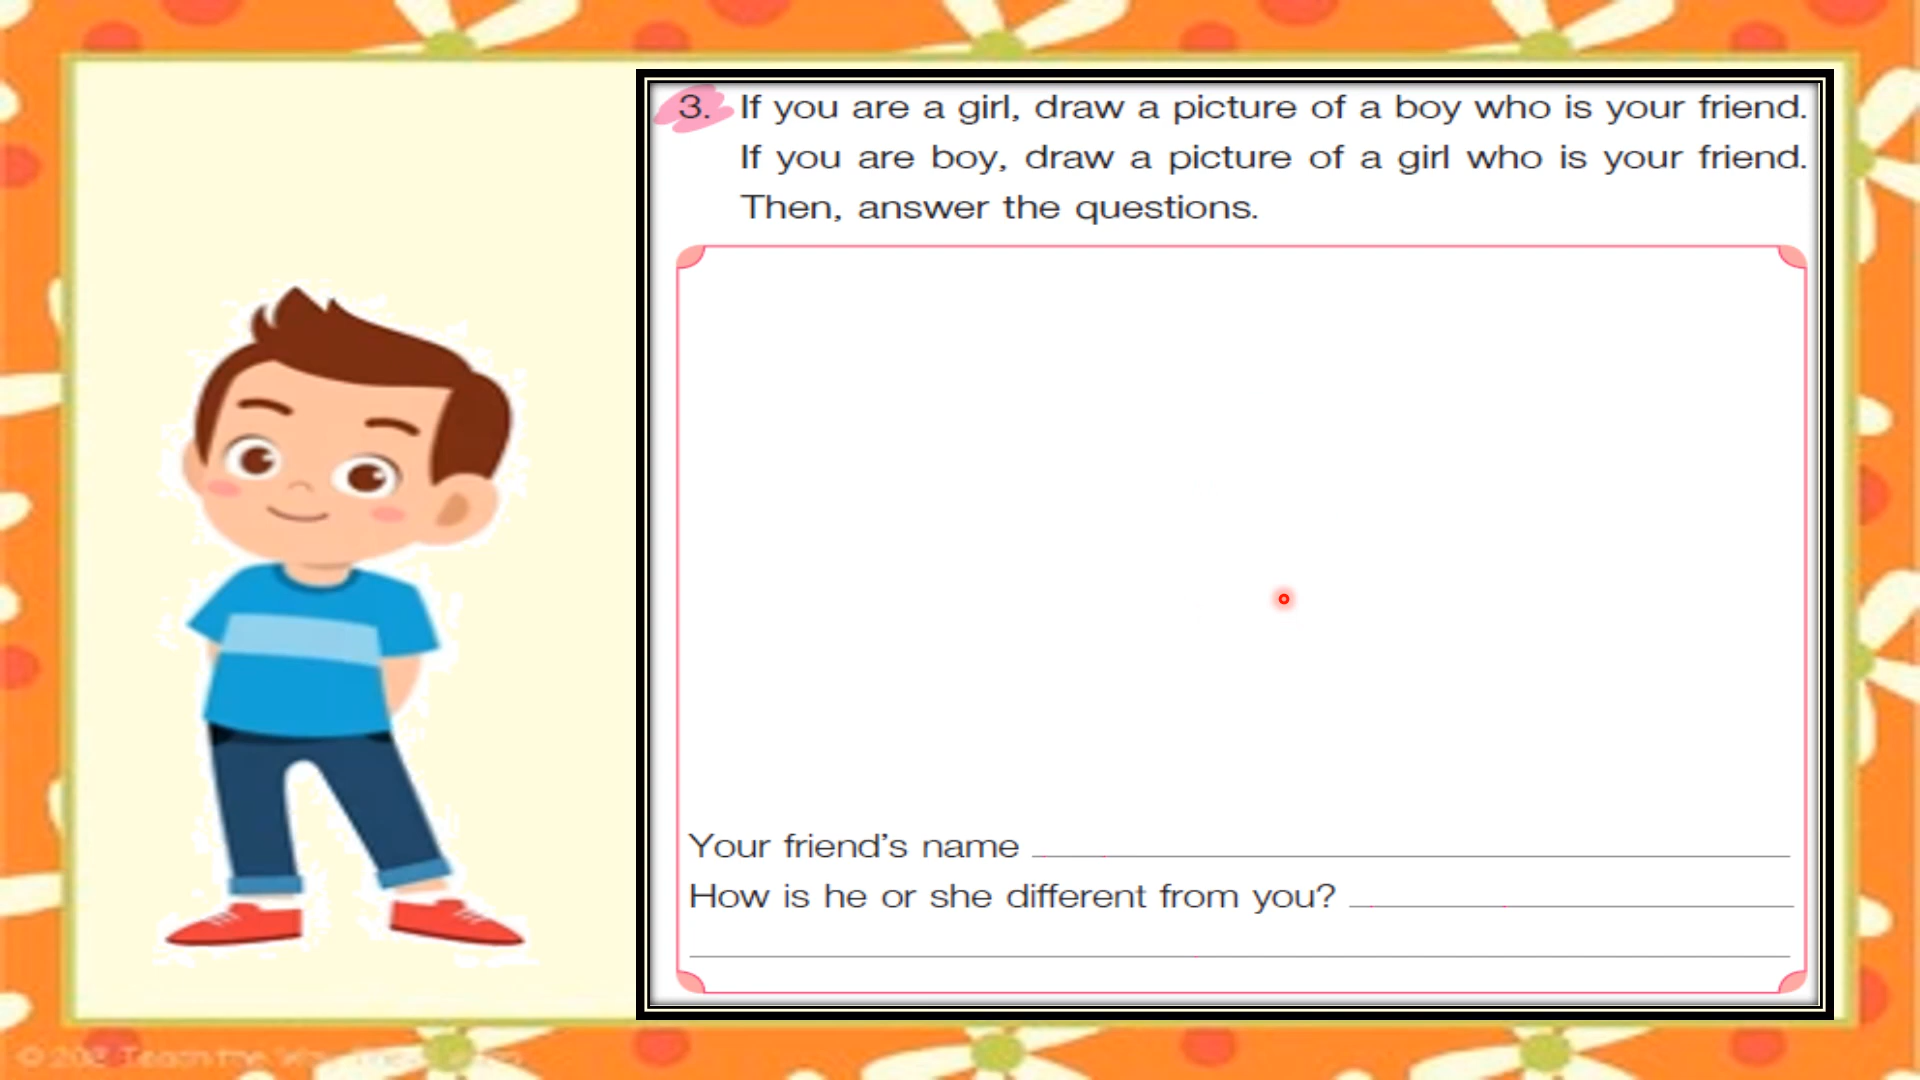 3. If you are a girl, draw a picture of a boy who is your friend.
If you are boy, draw a picture of a girl who is your friend.
Then, answer the questions.
Your friend's name
How is he or she different from you?
Teach the